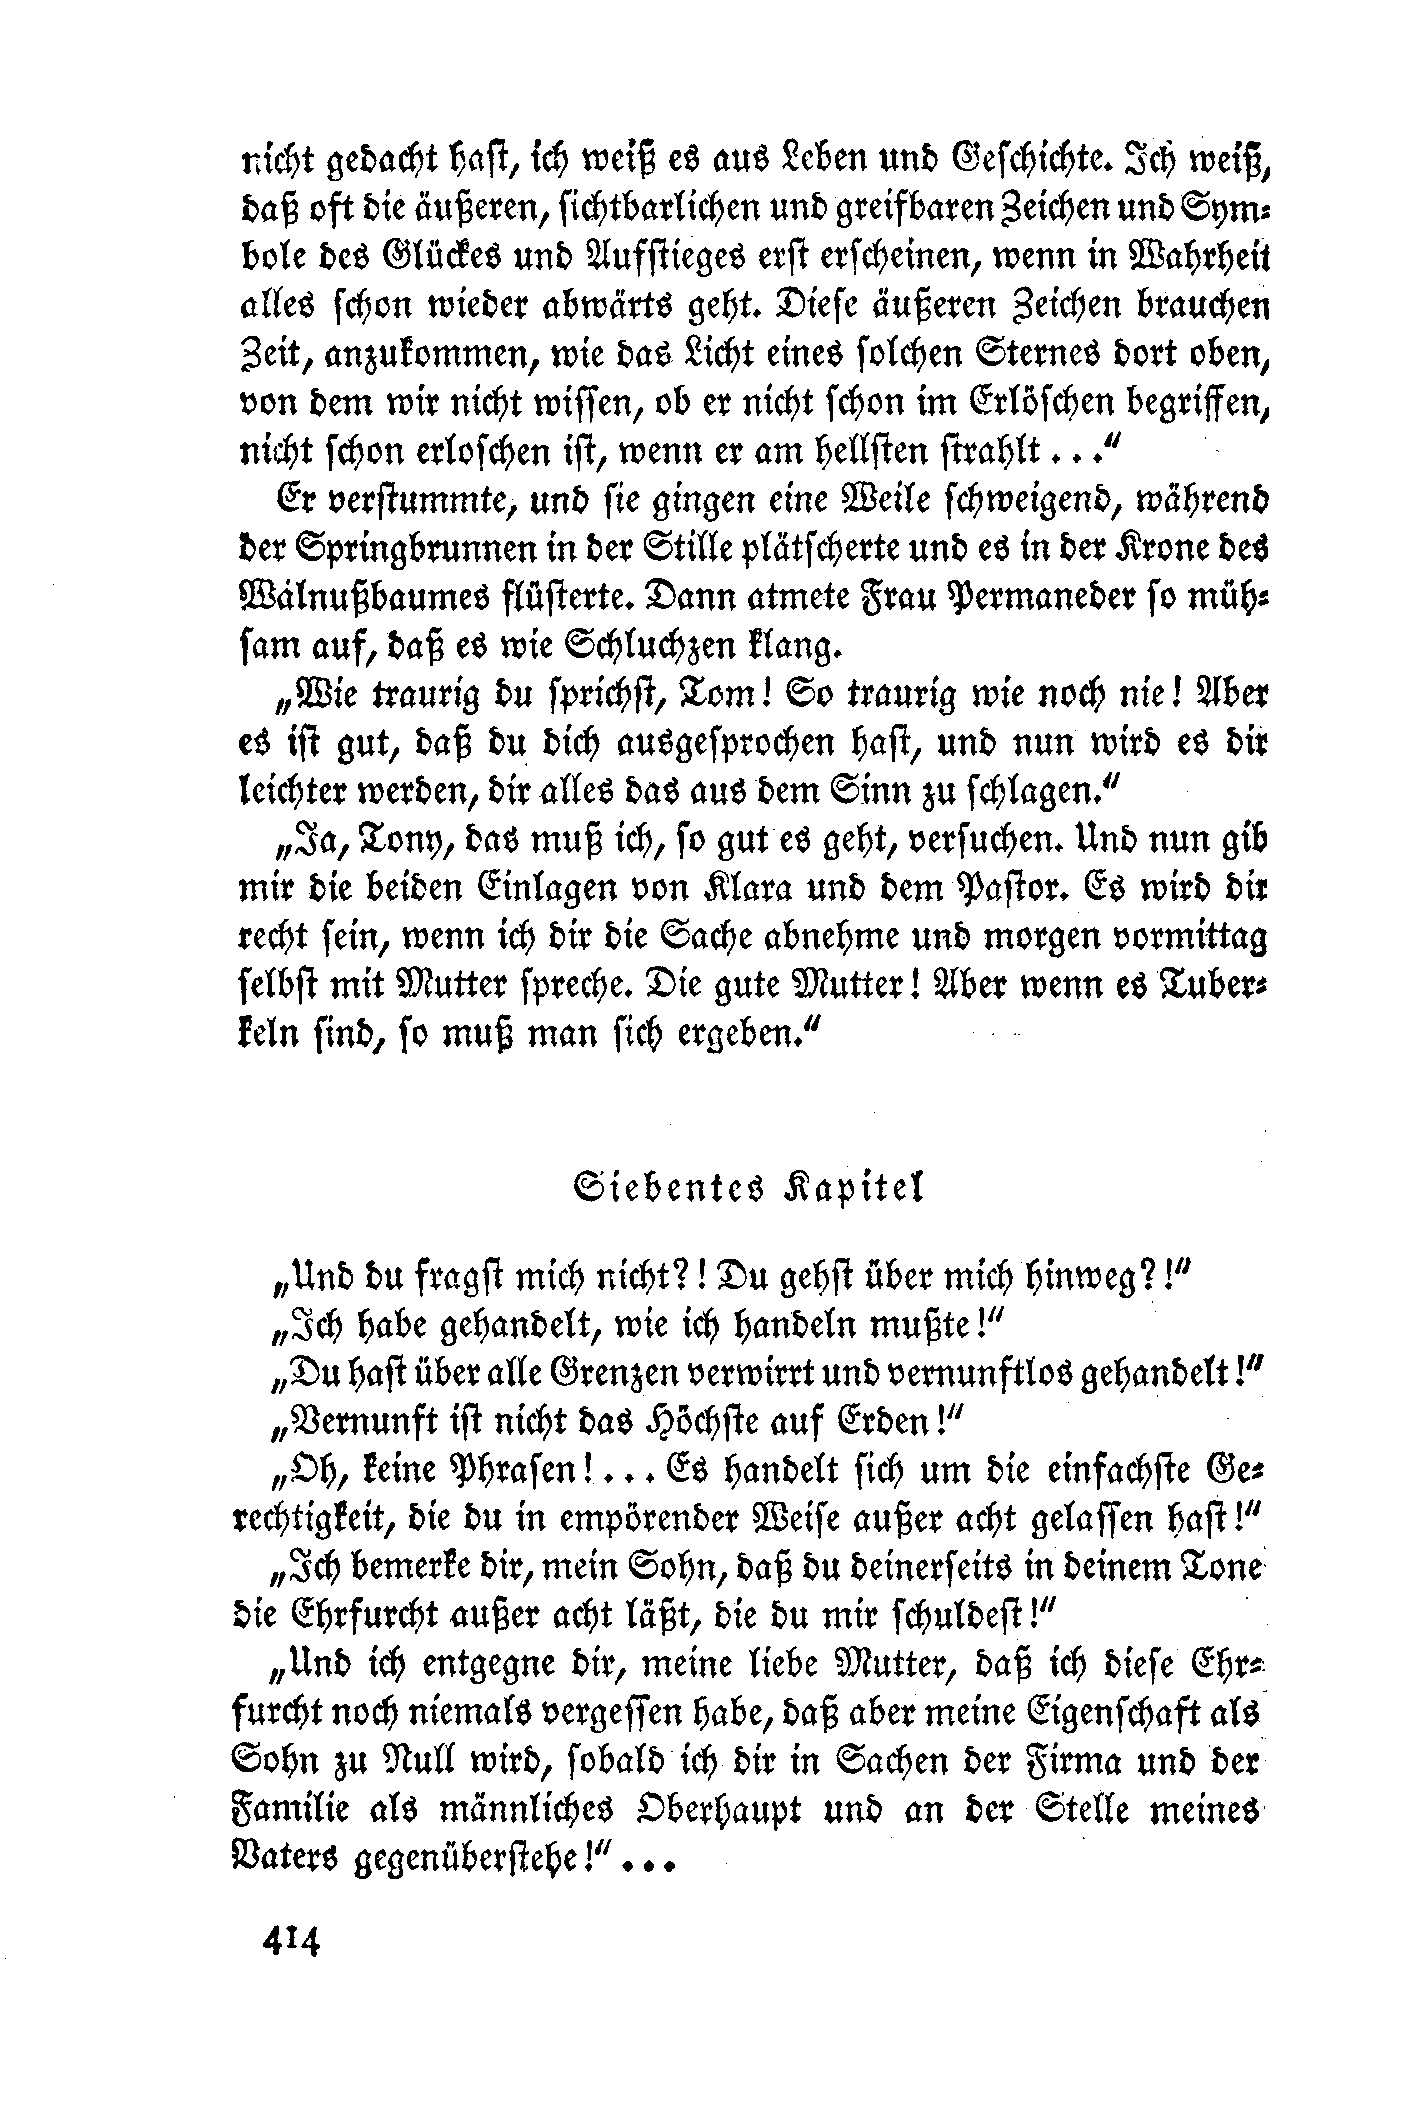 nicht gedacht hast, ich weiß es aus Leben und Geschichte. Ich weiß,
daß oft die äußeren, sichtbarlichen und greifbaren Zeichen und Sym-
bole des Glückes und Aufstieges erst erscheinen, wenn in Wahrheit
alles schon wieder abwärts geht. Diese äußeren Zeichen brauchen
Zeit, anzukommen, wie das Licht eines solchen Sternes dort oben,
von dem wir nicht wissen, ob er nicht schon im Erlöschen begriffen,
nicht schon erloschen ist, wenn er am hellsten strahlt . . .“
Er verstummte, und sie gingen eine Weile schweigend, während
der Springbrunnen in der Stille plätscherte und es in der Krone des
Walnußbaumes flüsterte. Dann atmete Frau Permaneder so müh-
sam auf, daß es wie Schluchzen klang.
„Wie traurig du sprichst, Tom! So traurig wie noch nie! Aber
es ist gut, daß du dich ausgesprochen hast, und nun wird es dir
leichter werden, dir alles das aus dem Sinn zu schlagen.“
„Ja, Tony, das muß ich, so gut es geht, versuchen. Und nun gib
mir die beiden Einlagen von Klara und dem Pastor. Es wird dir
recht sein, wenn ich dir die Sache abnehme und morgen vormittag
selbst mit Mutter spreche. Die gute Mutter! Aber wenn es Tuber-
keln sind, so muß man sich ergeben.“
Siebentes Kapitel
„Und du fragst mich nicht?! Du gehst über mich hinweg?!“
„Ich habe gehandelt, wie ich handeln mußte!“
„Du hast über alle Grenzen verwirrt und vernunftlos gehandelt!“
„Vernunft ist nicht das Höchste auf Erden!“
„Oh, keine Phrasen! . . . Es handelt sich um die einfachste Ge-
rechtigkeit, die du in empörender Weise außer acht gelassen hast!“
„Ich bemerke dir, mein Sohn, daß du deinerseits in deinem Tone
die Ehrfurcht außer acht läßt, die du mir schuldest!“
„Und ich entgegne dir, meine liebe Mutter, daß ich diese Ehr-
furcht noch niemals vergessen habe, daß aber meine Eigenschaft als
Sohn zu Null wird, sobald ich dir in Sachen der Firma und der
Familie als männliches Oberhaupt und an der Stelle meines
Vaters gegenüberstehe!“ . . .
414